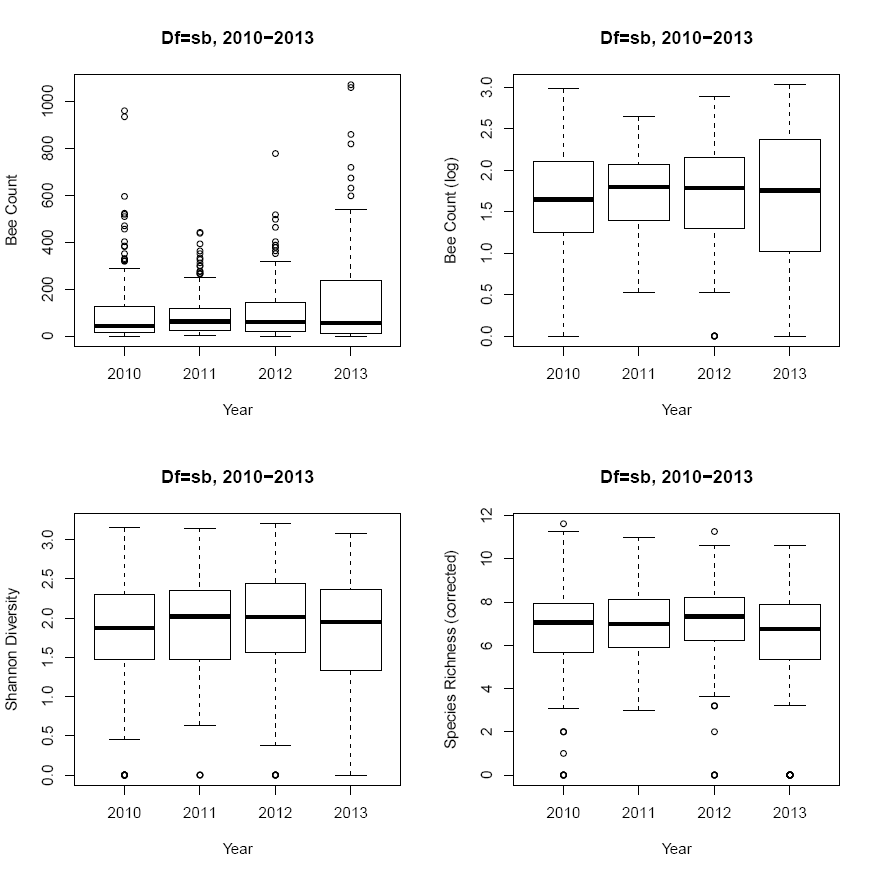 Df=sb, 2010−2013
Bee Count
1000
800
600
400
200
0
2010 2011 2012 2013
Year
Df=sb, 2010−2013
Bee Count (log)
3.0
2.5
2.0
1.5
1.0
0.5
0.0
2010 2011 2012 2013
Year
Df=sb, 2010−2013
Shannon Diversity
3.0
2.5
2.0
1.5
1.0
0.5
0.0
2010 2011 2012 2013
Year
Df=sb, 2010−2013
Species Richness (corrected)
12
10
8
6
4
2
0
2010 2011 2012 2013
Year